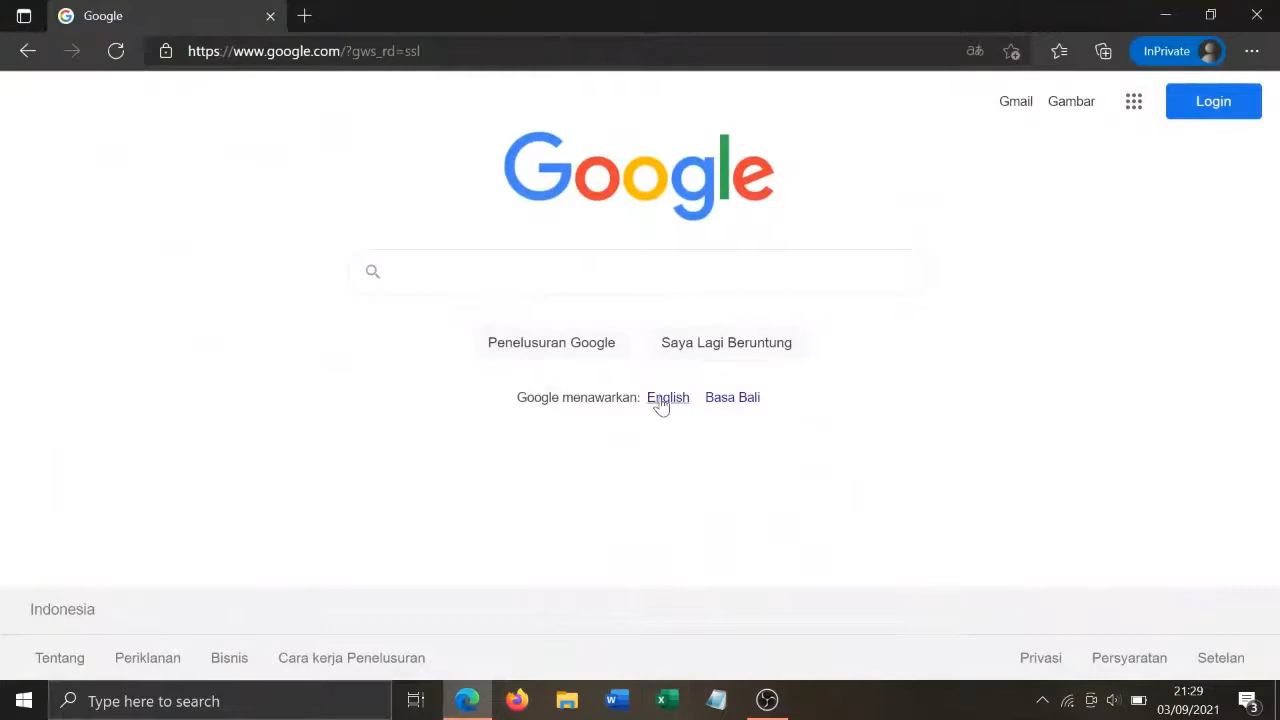 Google
https://www.google.com/?gws_rd=ssl
InPrivate
Gmail Gambar Login
Google
Penelusuran Google Saya Lagi Beruntung
Google menawarkan: English Basa Bali
Indonesia
Tentang Periklanan Bisnis Cara kerja Penelusuran Privasi Persyaratan Setelan
Type here to search
21:29
03/09/2021
3